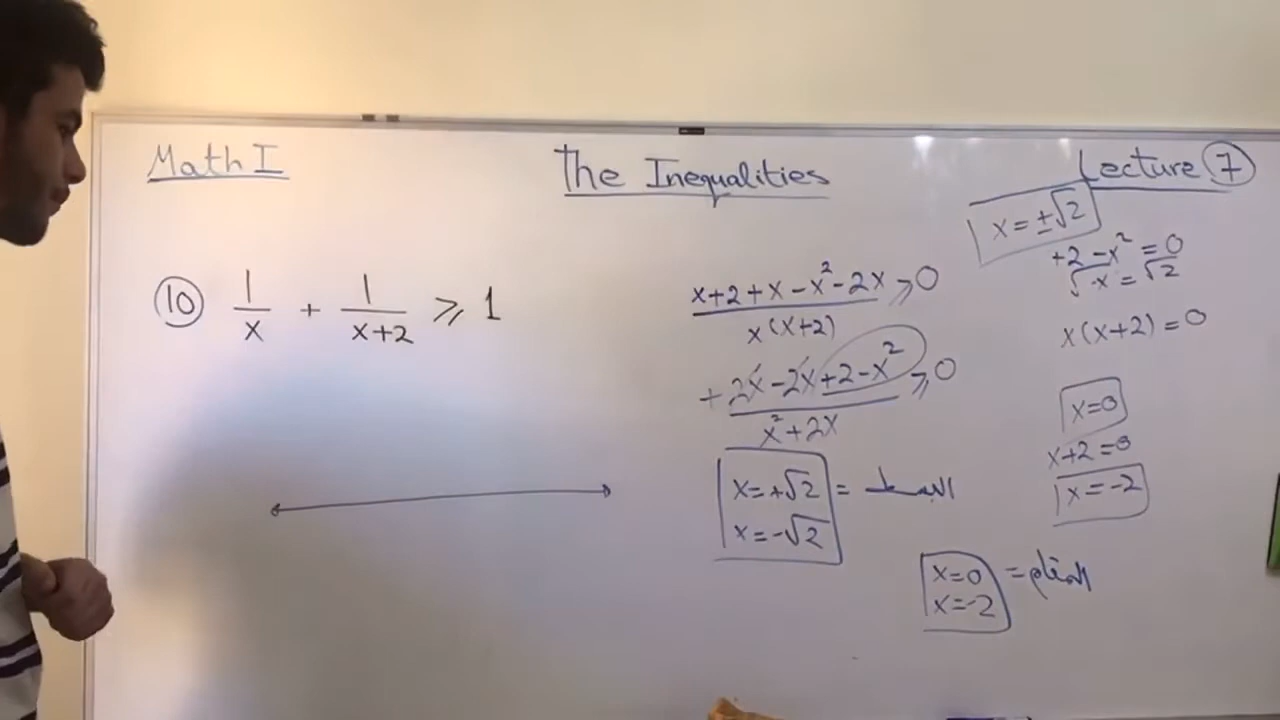 Math I
The Inequalities
Lecture 7
10 1/x + 1/(x+2) ⩾ 1
x+2+x-x²-2x / x(x+2) ⩾ 0
+2x-2x+2-x² / x²+2x ⩾ 0
x=+√2 = البسط
x=-√2
x=0 = المقام
x=-2
x=±√2
+2-x²=0
√x=√2
x(x+2)=0
x=0
x+2=0
x=-2